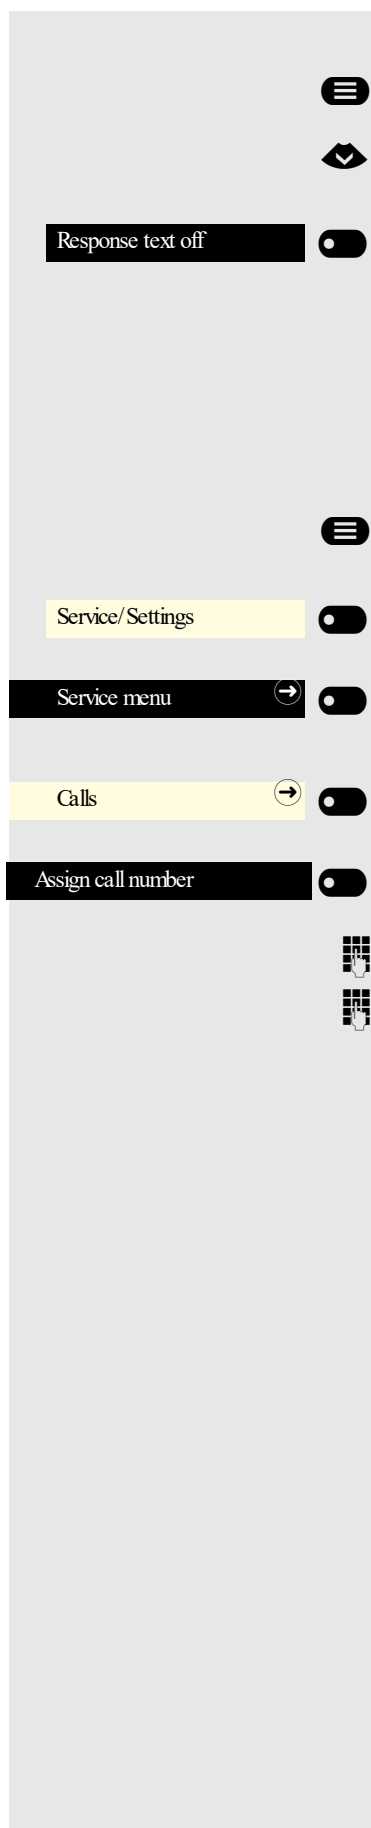 Response text off
Service/Settings
Service menu
Calls
Assign call number